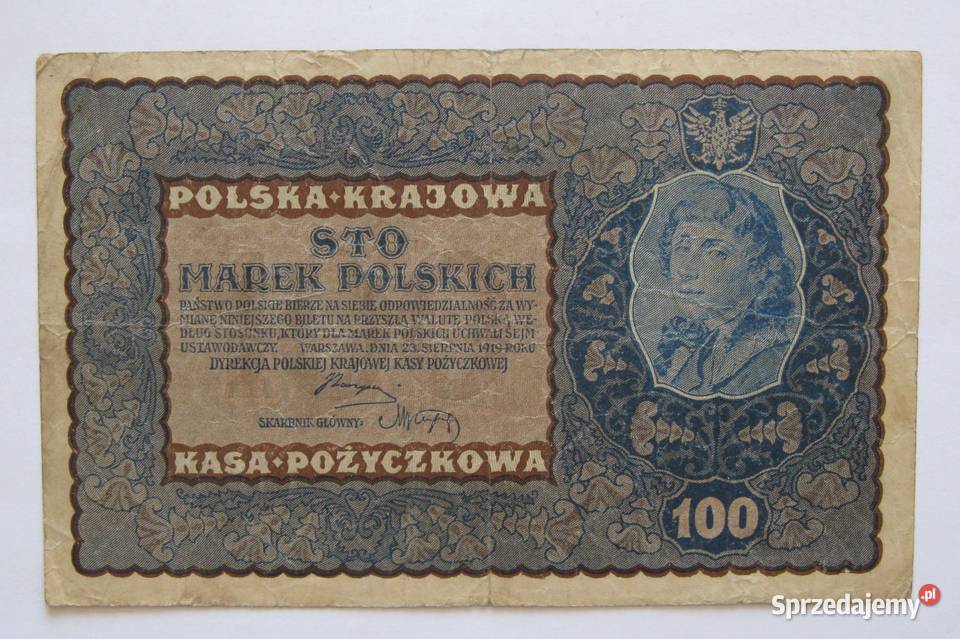 POLSKA KRAJOWA
STO
MAREK POLSKICH
PAŃSTWO POLSKIE BIERZE NA SIEBIE ODPOWIEDZIALNOŚĆ ZA WY-
MIANĘ NINIEJSZEGO BILETU NA PRZYSZŁĄ WALUTĘ POLSKĄ, WE-
DŁUG STOSUNKU, KTÓRY DLA MAREK POLSKICH UCHWALI SEJM
USTAWODAWCZY. WARSZAWA, DNIA 23. SIERPNIA 1919 ROKU
DYREKCJA POLSKIEJ KRAJOWEJ KASY POŻYCZKOWEJ
SKARBNIK GŁÓWNY:
KASA POŻYCZKOWA
100
Sprzedajemy.pl